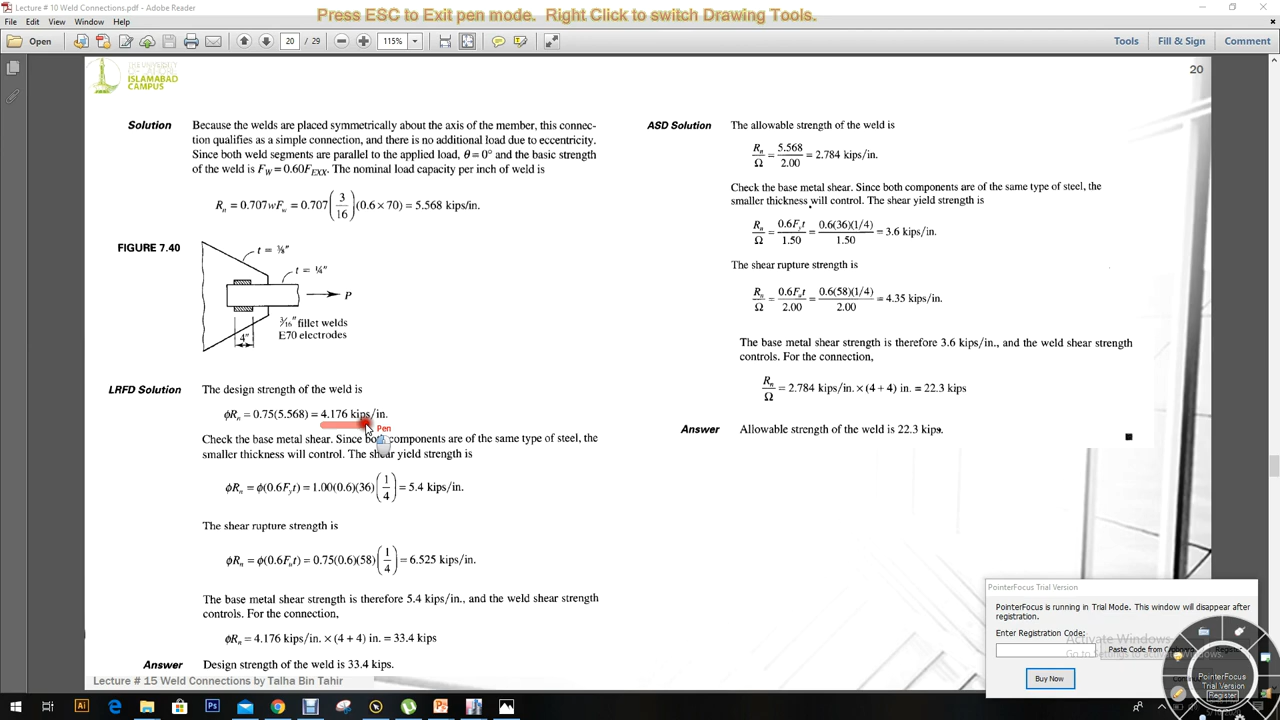 Lecture # 10 Weld Connections.pdf - Adobe Reader
Press ESC to Exit pen mode. Right Click to switch Drawing Tools.
File Edit View Window Help
Open 20 / 29 115% Tools Fill & Sign Comment
ISLAMABAD
CAMPUS
20
Solution Because the welds are placed symmetrically about the axis of the member, this connec-
tion qualifies as a simple connection, and there is no additional load due to eccentricity.
Since both weld segments are parallel to the applied load, θ = 0° and the basic strength
of the weld is F_W = 0.60F_EXX. The nominal load capacity per inch of weld is
R_n = 0.707wF_w = 0.707(3/16)(0.6 × 70) = 5.568 kips/in.
FIGURE 7.40
t = 3/8"
t = 1/4"
P
3/16" fillet welds
E70 electrodes
4"
LRFD Solution The design strength of the weld is
ϕR_n = 0.75(5.568) = 4.176 kips/in.
Pen
Check the base metal shear. Since both components are of the same type of steel, the
smaller thickness will control. The shear yield strength is
ϕR_n = ϕ(0.6F_yt) = 1.00(0.6)(36)(1/4) = 5.4 kips/in.
The shear rupture strength is
ϕR_n = ϕ(0.6F_ut) = 0.75(0.6)(58)(1/4) = 6.525 kips/in.
The base metal shear strength is therefore 5.4 kips/in., and the weld shear strength
controls. For the connection,
ϕR_n = 4.176 kips/in. × (4 + 4) in. = 33.4 kips
Answer Design strength of the weld is 33.4 kips.
Lecture # 15 Weld Connections by Talha Bin Tahir
ASD Solution The allowable strength of the weld is
R_n/Ω = 5.568/2.00 = 2.784 kips/in.
Check the base metal shear. Since both components are of the same type of steel, the
smaller thickness will control. The shear yield strength is
R_n/Ω = 0.6F_yt/1.50 = 0.6(36)(1/4)/1.50 = 3.6 kips/in.
The shear rupture strength is
R_n/Ω = 0.6F_ut/2.00 = 0.6(58)(1/4)/2.00 = 4.35 kips/in.
The base metal shear strength is therefore 3.6 kips/in., and the weld shear strength
controls. For the connection,
R_n/Ω = 2.784 kips/in. × (4 + 4) in. = 22.3 kips
Answer Allowable strength of the weld is 22.3 kips.
PointerFocus Trial Version
PointerFocus is running in Trial Mode. This window will disappear after
registration.
Enter Registration Code:
Activate Windows
Paste Code from Clipboard Register
Go to Settings to activate Windows.
Buy Now
PointerFocus
Trial Version
Register